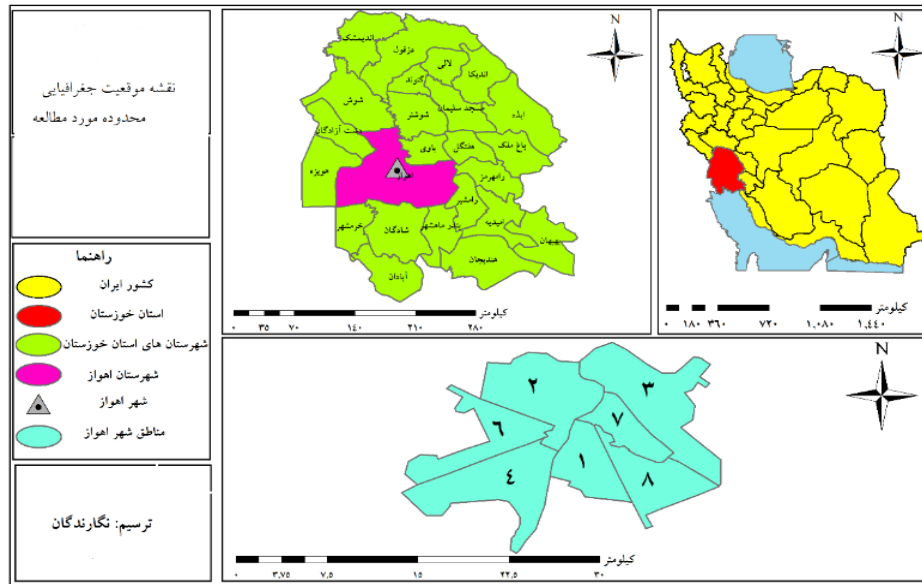 نقشه موقعیت جغرافیایی
محدوده مورد مطالعه
راهنما
کشور ایران
استان خوزستان
شهرستان های استان خوزستان
شهرستان اهواز
شهر اهواز
مناطق شهر اهواز
ترسیم: نگارندگان
N
اندیمشک
دزفول
لالی
اندیکا
گتوند
شوش
شوشتر
مسجد سلیمان
ایذه
دشت آزادگان
باوی
هفتگل
باغ ملک
هویزه
اهواز
رامهرمز
رامشیر
خرمشهر
شادگان
بندر ماهشهر
امیدیه
بهبهان
هندیجان
آبادان
کیلومتر
۰ ۳۵ ۷۰ ۱۴۰ ۲۱۰ ۲۸۰
N
کیلومتر
۰ ۱۸۰ ۳۶۰ ۷۲۰ ۱,۰۸۰ ۱,۴۴۰
N
۲
۳
۶
۷
۴
۱
۸
کیلومتر
۰ ۳,۷۵ ۷,۵ ۱۵ ۲۲,۵ ۳۰